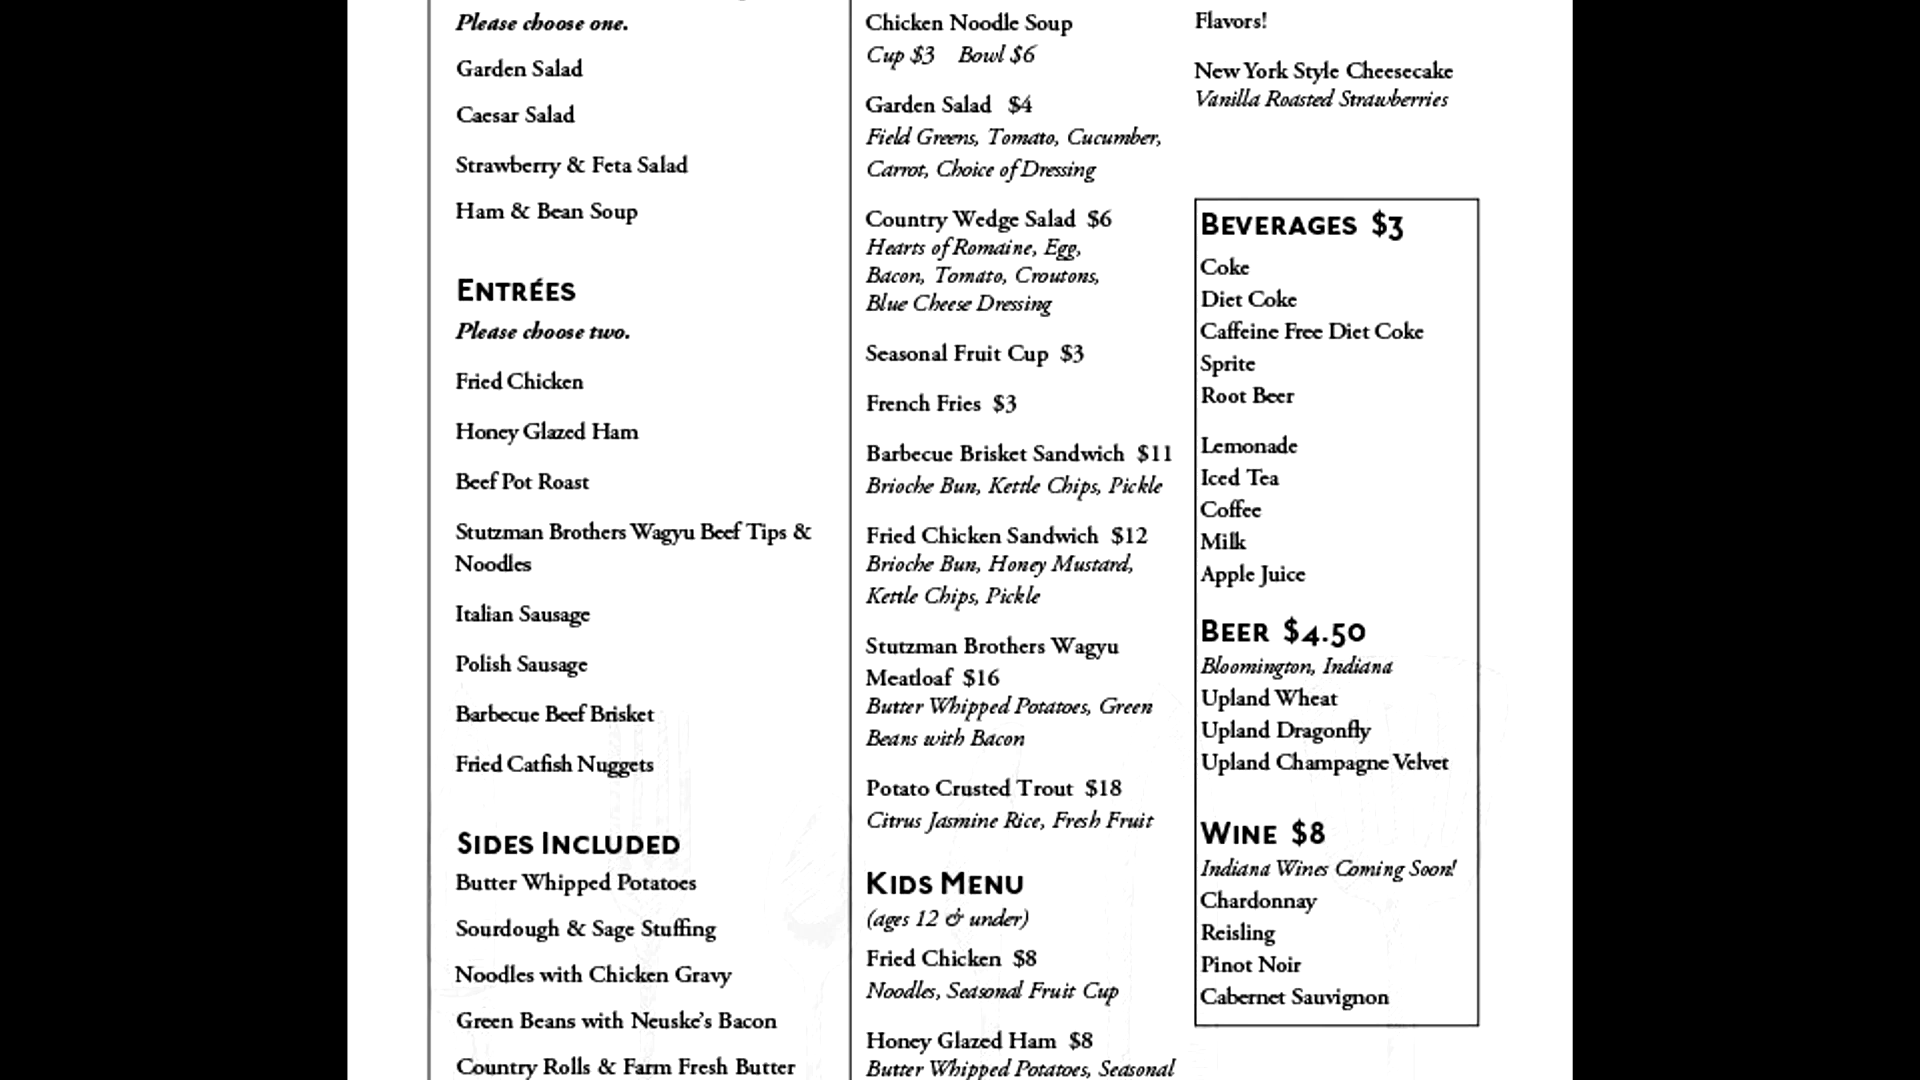 Please choose one.
Garden Salad
Caesar Salad
Strawberry & Feta Salad
Ham & Bean Soup
ENTRÉES
Please choose two.
Fried Chicken
Honey Glazed Ham
Beef Pot Roast
Stutzman Brothers Wagyu Beef Tips &
Noodles
Italian Sausage
Polish Sausage
Barbecue Beef Brisket
Fried Catfish Nuggets
SIDES INCLUDED
Butter Whipped Potatoes
Sourdough & Sage Stuffing
Noodles with Chicken Gravy
Green Beans with Neuske's Bacon
Country Rolls & Farm Fresh Butter
Chicken Noodle Soup
Cup $3 Bowl $6
Garden Salad $4
Field Greens, Tomato, Cucumber,
Carrot, Choice of Dressing
Country Wedge Salad $6
Hearts of Romaine, Egg,
Bacon, Tomato, Croutons,
Blue Cheese Dressing
Seasonal Fruit Cup $3
French Fries $3
Barbecue Brisket Sandwich $11
Brioche Bun, Kettle Chips, Pickle
Fried Chicken Sandwich $12
Brioche Bun, Honey Mustard,
Kettle Chips, Pickle
Stutzman Brothers Wagyu
Meatloaf $16
Butter Whipped Potatoes, Green
Beans with Bacon
Potato Crusted Trout $18
Citrus Jasmine Rice, Fresh Fruit
KIDS MENU
(ages 12 & under)
Fried Chicken $8
Noodles, Seasonal Fruit Cup
Honey Glazed Ham $8
Butter Whipped Potatoes, Seasonal
Flavors!
New York Style Cheesecake
Vanilla Roasted Strawberries
BEVERAGES $3
Coke
Diet Coke
Caffeine Free Diet Coke
Sprite
Root Beer
Lemonade
Iced Tea
Coffee
Milk
Apple Juice
BEER $4.50
Bloomington, Indiana
Upland Wheat
Upland Dragonfly
Upland Champagne Velvet
WINE $8
Indiana Wines Coming Soon!
Chardonnay
Reisling
Pinot Noir
Cabernet Sauvignon